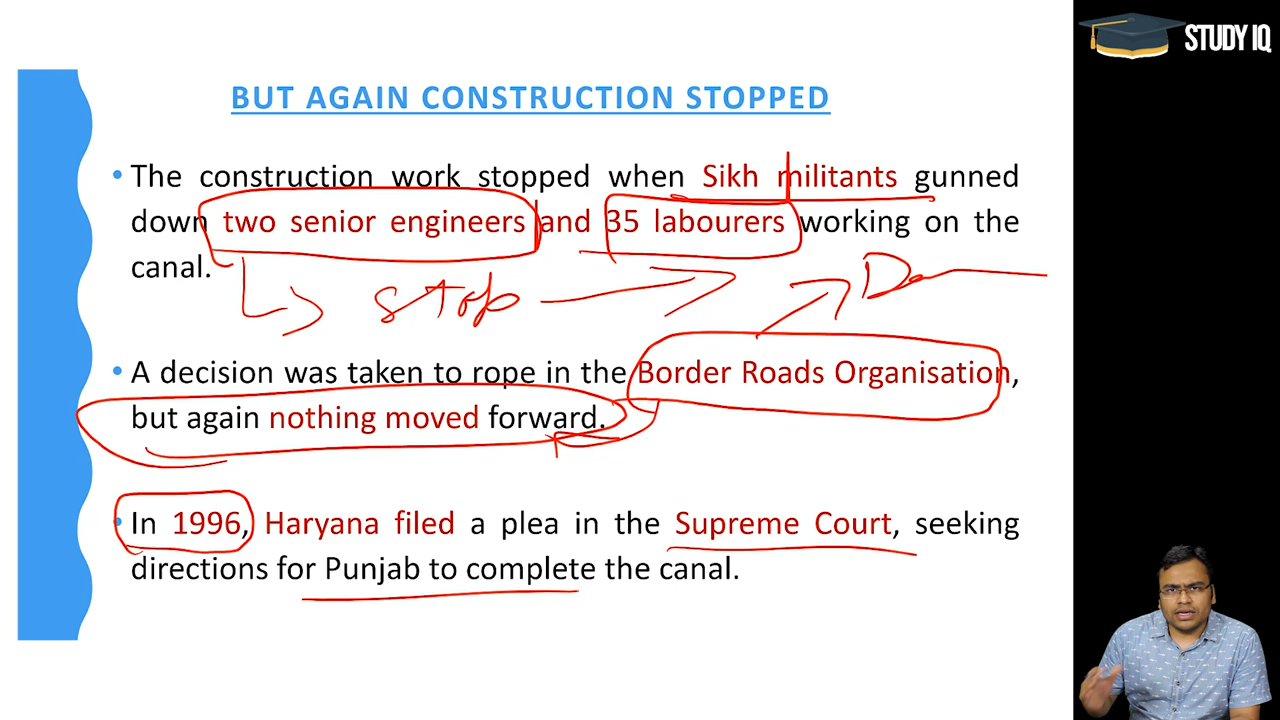 STUDY IQ
BUT AGAIN CONSTRUCTION STOPPED
• The construction work stopped when Sikh militants gunned
down two senior engineers and 35 labourers working on the
canal.
stop
• A decision was taken to rope in the Border Roads Organisation,
but again nothing moved forward.
• In 1996, Haryana filed a plea in the Supreme Court, seeking
directions for Punjab to complete the canal.